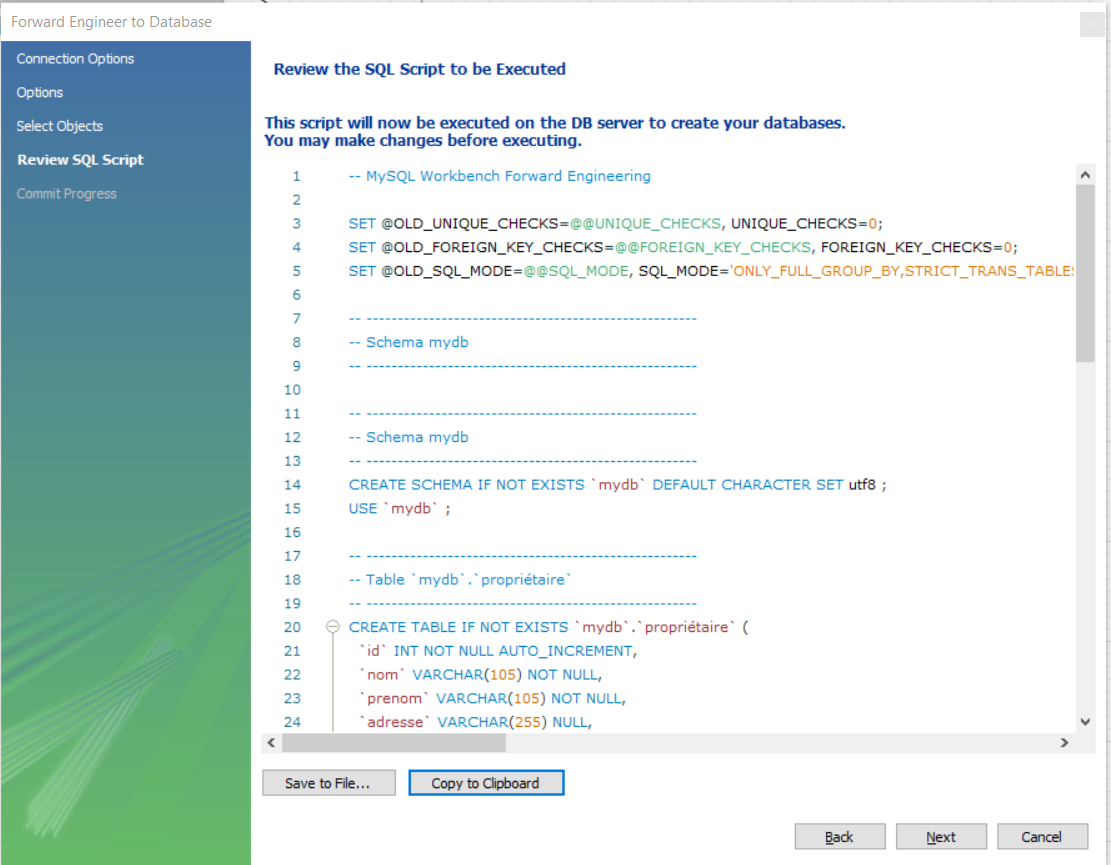 Forward Engineer to Database
Connection Options
Options
Select Objects
Review SQL Script
Commit Progress
Review the SQL Script to be Executed
This script will now be executed on the DB server to create your databases.
You may make changes before executing.
1 -- MySQL Workbench Forward Engineering
2
3 SET @OLD_UNIQUE_CHECKS=@@UNIQUE_CHECKS, UNIQUE_CHECKS=0;
4 SET @OLD_FOREIGN_KEY_CHECKS=@@FOREIGN_KEY_CHECKS, FOREIGN_KEY_CHECKS=0;
5 SET @OLD_SQL_MODE=@@SQL_MODE, SQL_MODE='ONLY_FULL_GROUP_BY,STRICT_TRANS_TABLES
6
7 -- -----------------------------------------------------
8 -- Schema mydb
9 -- -----------------------------------------------------
10
11 -- -----------------------------------------------------
12 -- Schema mydb
13 -- -----------------------------------------------------
14 CREATE SCHEMA IF NOT EXISTS `mydb` DEFAULT CHARACTER SET utf8 ;
15 USE `mydb` ;
16
17 -- -----------------------------------------------------
18 -- Table `mydb`.`propriétaire`
19 -- -----------------------------------------------------
20 CREATE TABLE IF NOT EXISTS `mydb`.`propriétaire` (
21 `id` INT NOT NULL AUTO_INCREMENT,
22 `nom` VARCHAR(105) NOT NULL,
23 `prenom` VARCHAR(105) NOT NULL,
24 `adresse` VARCHAR(255) NULL,
Save to File...
Copy to Clipboard
Back
Next
Cancel